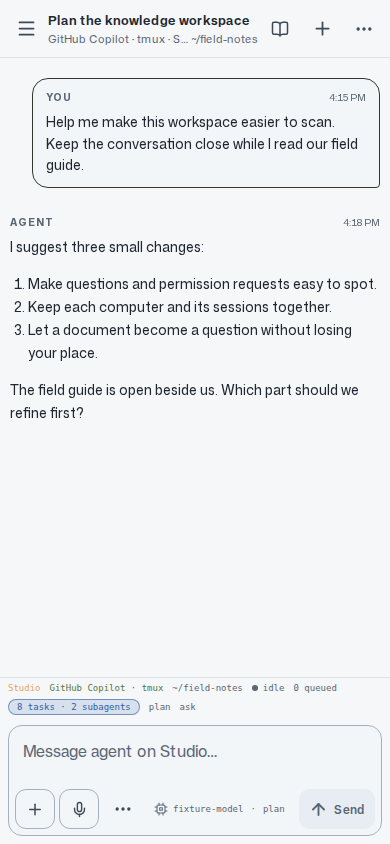 Plan the knowledge workspace
GitHub Copilot · tmux · S... ~/field-notes
YOU 4:15 PM
Help me make this workspace easier to scan.
Keep the conversation close while I read our field
guide.
AGENT 4:18 PM
I suggest three small changes:
1. Make questions and permission requests easy to spot.
2. Keep each computer and its sessions together.
3. Let a document become a question without losing
your place.
The field guide is open beside us. Which part should we
refine first?
Studio GitHub Copilot · tmux ~/field-notes idle 0 queued
8 tasks · 2 subagents plan ask
Message agent on Studio...
fixture-model · plan Send